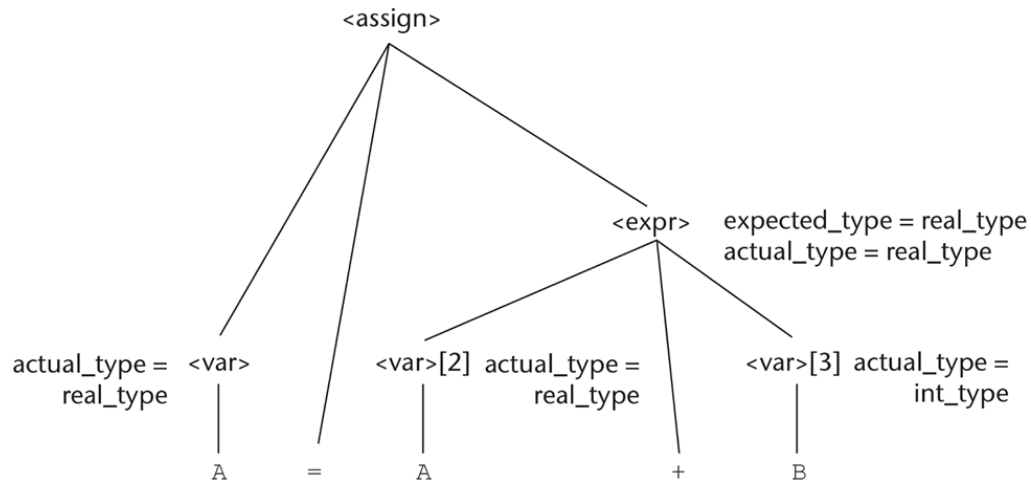 <assign>
<expr>
expected_type = real_type
actual_type = real_type
actual_type =
real_type
<var>
<var>[2]
actual_type =
real_type
<var>[3]
actual_type =
int_type
A
=
A
+
B